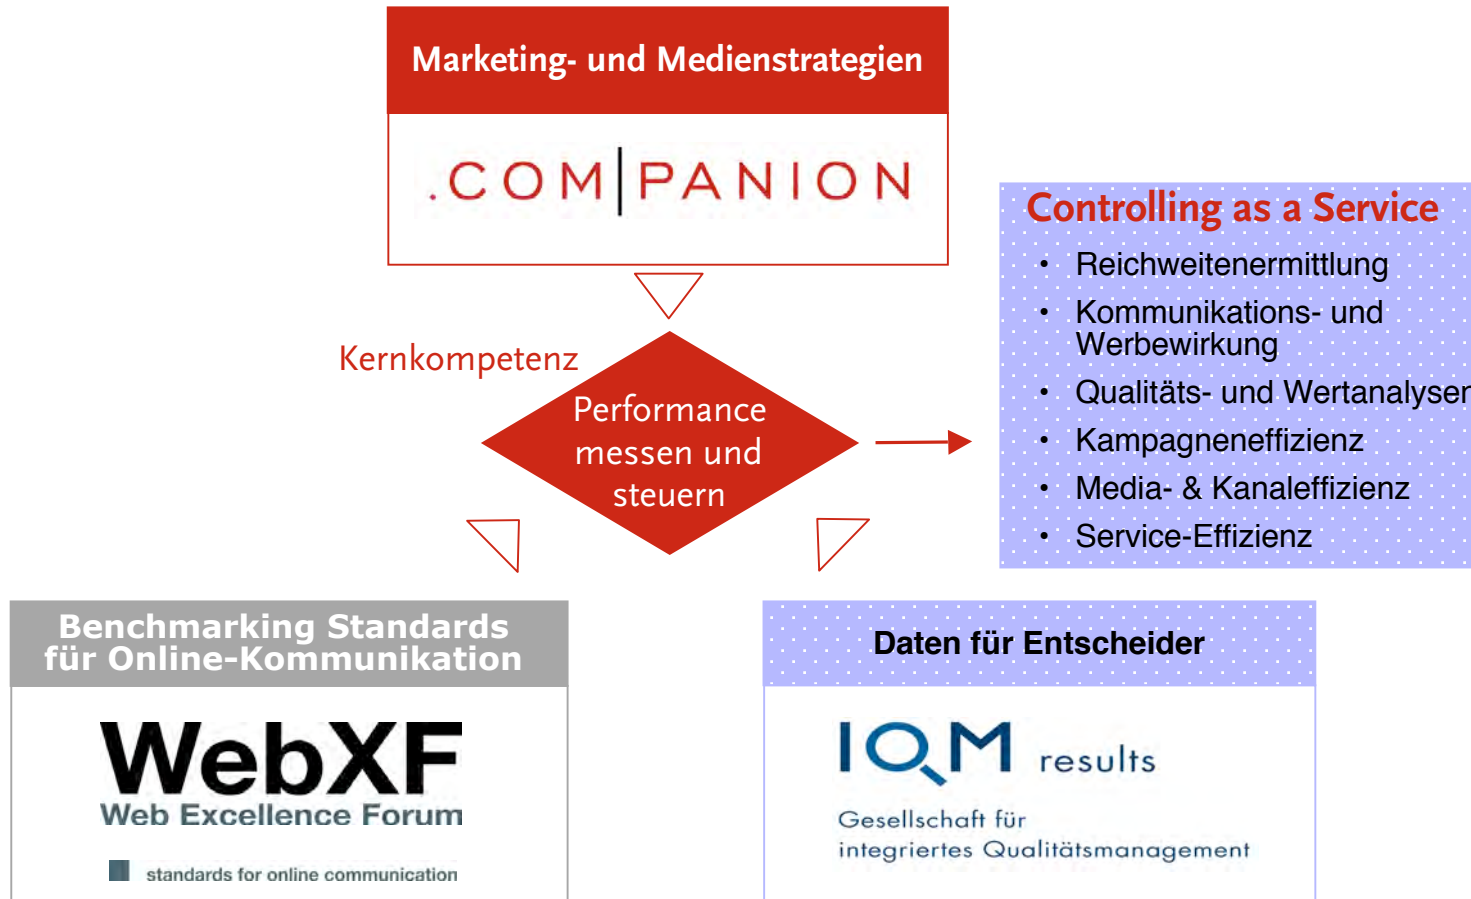 Marketing- und Medienstrategien
.COM|PANION
Controlling as a Service
• Reichweitenermittlung
• Kommunikations- und
Werbewirkung
• Qualitäts- und Wertanalysen
• Kampagneneffizienz
• Media- & Kanaleffizienz
• Service-Effizienz
Kernkompetenz
Performance
messen und
steuern
Benchmarking Standards
für Online-Kommunikation
WebXF
Web Excellence Forum
standards for online communication
Daten für Entscheider
IQM results
Gesellschaft für
integriertes Qualitätsmanagement